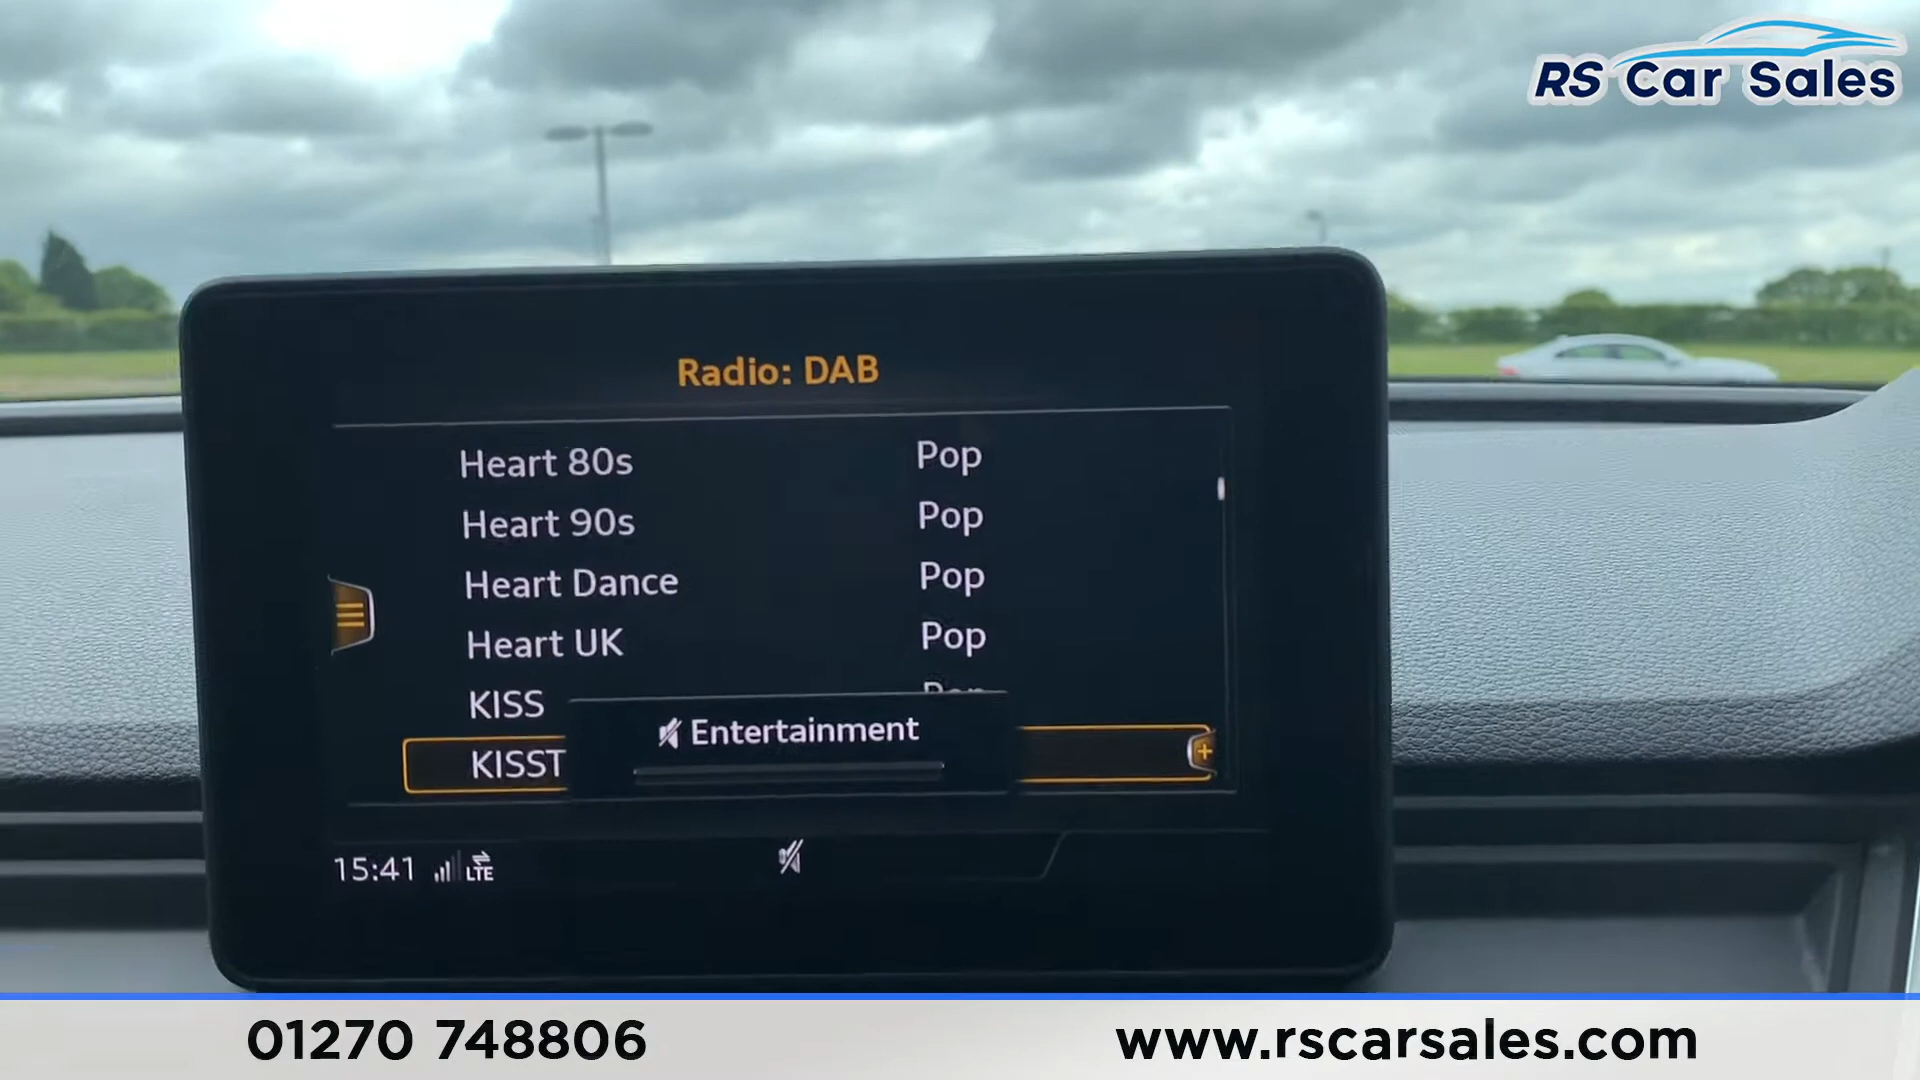 RS Car Sales
Radio: DAB
Heart 80s Pop
Heart 90s Pop
Heart Dance Pop
Heart UK Pop
KISS Pop
KISST
Entertainment
15:41 LTE
01270 748806 www.rscarsales.com